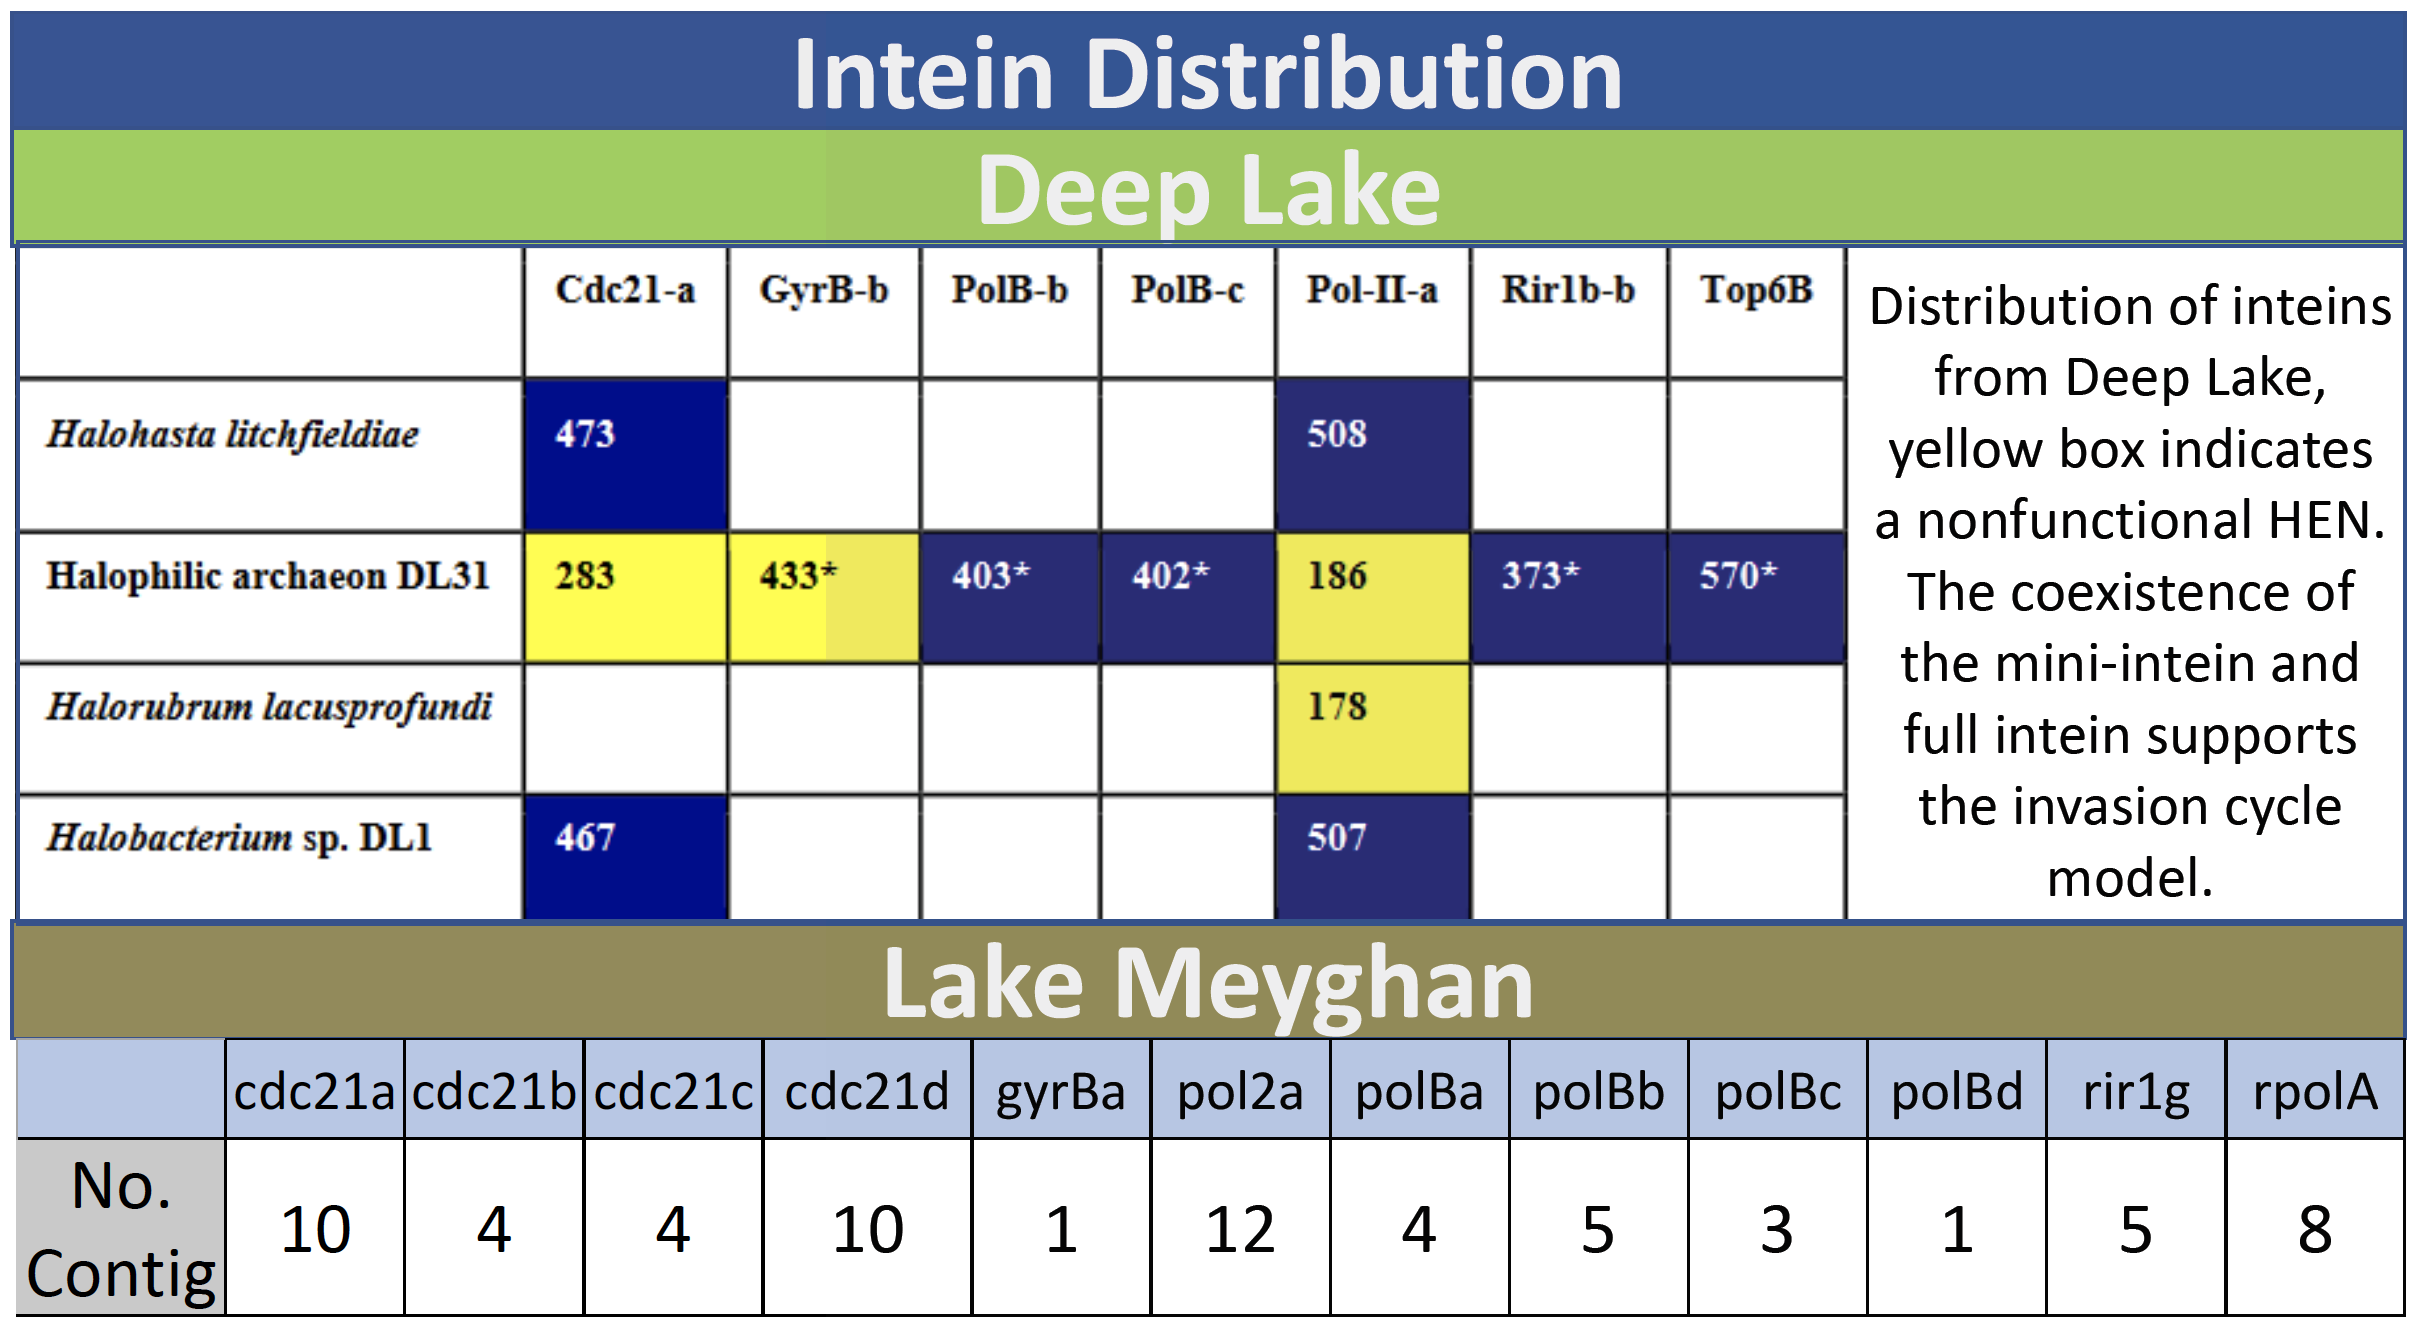 Intein Distribution
Deep Lake
Cdc21-a GyrB-b PolB-b PolB-c Pol-II-a Rir1b-b Top6B
Halohasta litchfieldiae 473 508
Halophilic archaeon DL31 283 433* 403* 402* 186 373* 570*
Halorubrum lacusprofundi 178
Halobacterium sp. DL1 467 507
Distribution of inteins
from Deep Lake,
yellow box indicates
a nonfunctional HEN.
The coexistence of
the mini-intein and
full intein supports
the invasion cycle
model.
Lake Meyghan
cdc21a cdc21b cdc21c cdc21d gyrBa pol2a polBa polBb polBc polBd rir1g rpolA
No.
Contig
10 4 4 10 1 12 4 5 3 1 5 8